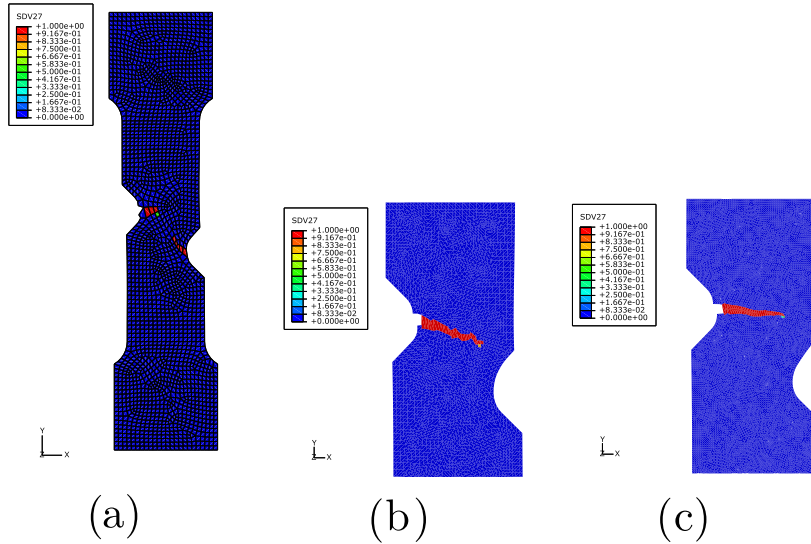 SDV27
+1.000e+00
+9.167e-01
+8.333e-01
+7.500e-01
+6.667e-01
+5.833e-01
+5.000e-01
+4.167e-01
+3.333e-01
+2.500e-01
+1.667e-01
+8.333e-02
+0.000e+00
Y
Z X
(a)
SDV27
+1.000e+00
+9.167e-01
+8.333e-01
+7.500e-01
+6.667e-01
+5.833e-01
+5.000e-01
+4.167e-01
+3.333e-01
+2.500e-01
+1.667e-01
+8.333e-02
+0.000e+00
Y
Z X
(b)
SDV27
+1.000e+00
+9.167e-01
+8.333e-01
+7.500e-01
+6.667e-01
+5.833e-01
+5.000e-01
+4.167e-01
+3.333e-01
+2.500e-01
+1.667e-01
+8.333e-02
+0.000e+00
Y
Z X
(c)